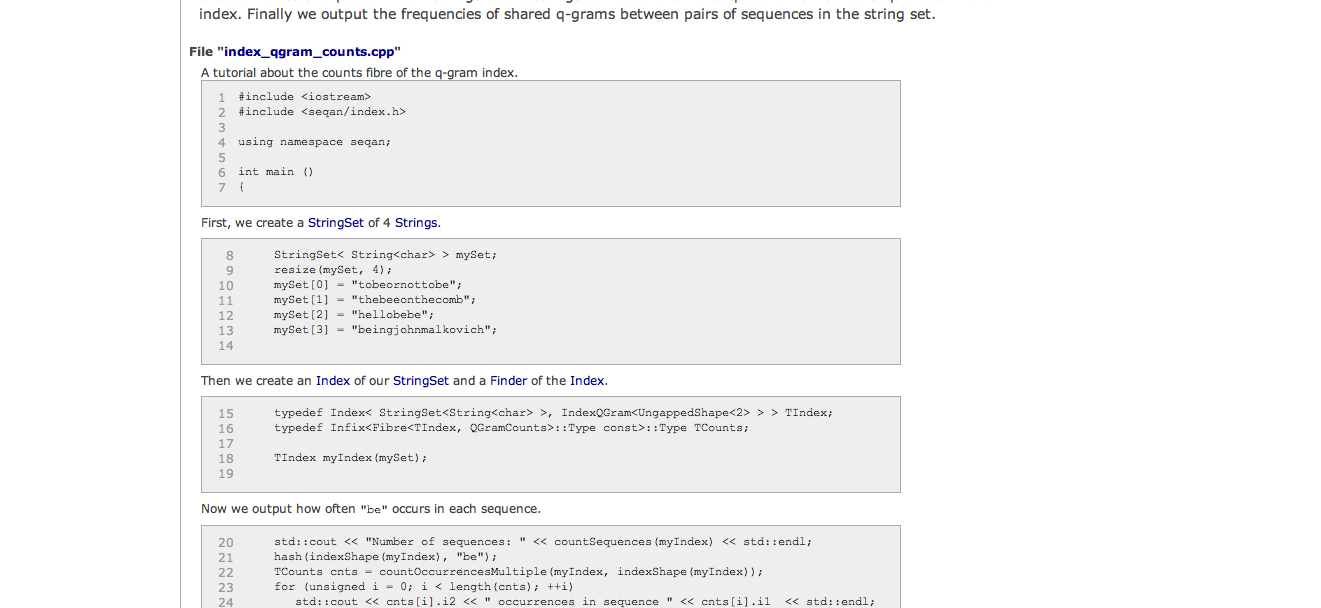 index. Finally we output the frequencies of shared q-grams between pairs of sequences in the string set.
File "index_qgram_counts.cpp"
A tutorial about the counts fibre of the q-gram index.
1 #include <iostream>
2 #include <seqan/index.h>
3
4 using namespace seqan;
5
6 int main ()
7 {
First, we create a StringSet of 4 Strings.
8 StringSet< String<char> > mySet;
9 resize(mySet, 4);
10 mySet[0] = "tobeornottobe";
11 mySet[1] = "thebeeonthecomb";
12 mySet[2] = "hellobebe";
13 mySet[3] = "beingjohnmalkovich";
14
Then we create an Index of our StringSet and a Finder of the Index.
15 typedef Index< StringSet<String<char> >, IndexQGram<UngappedShape<2> > > TIndex;
16 typedef Infix<Fibre<TIndex, QGramCounts>::Type const>::Type TCounts;
17
18 TIndex myIndex(mySet);
19
Now we output how often "be" occurs in each sequence.
20 std::cout << "Number of sequences: " << countSequences(myIndex) << std::endl;
21 hash(indexShape(myIndex), "be");
22 TCounts cnts = countOccurrencesMultiple(myIndex, indexShape(myIndex));
23 for (unsigned i = 0; i < length(cnts); ++i)
24 std::cout << cnts[i].i2 << " occurrences in sequence " << cnts[i].i1 << std::endl;